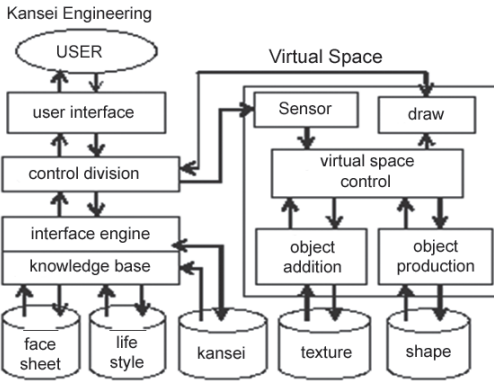 Kansei Engineering
USER
Virtual Space
user interface
Sensor
draw
control division
virtual space
control
interface engine
knowledge base
object
addition
object
production
face
sheet
life
style
kansei
texture
shape